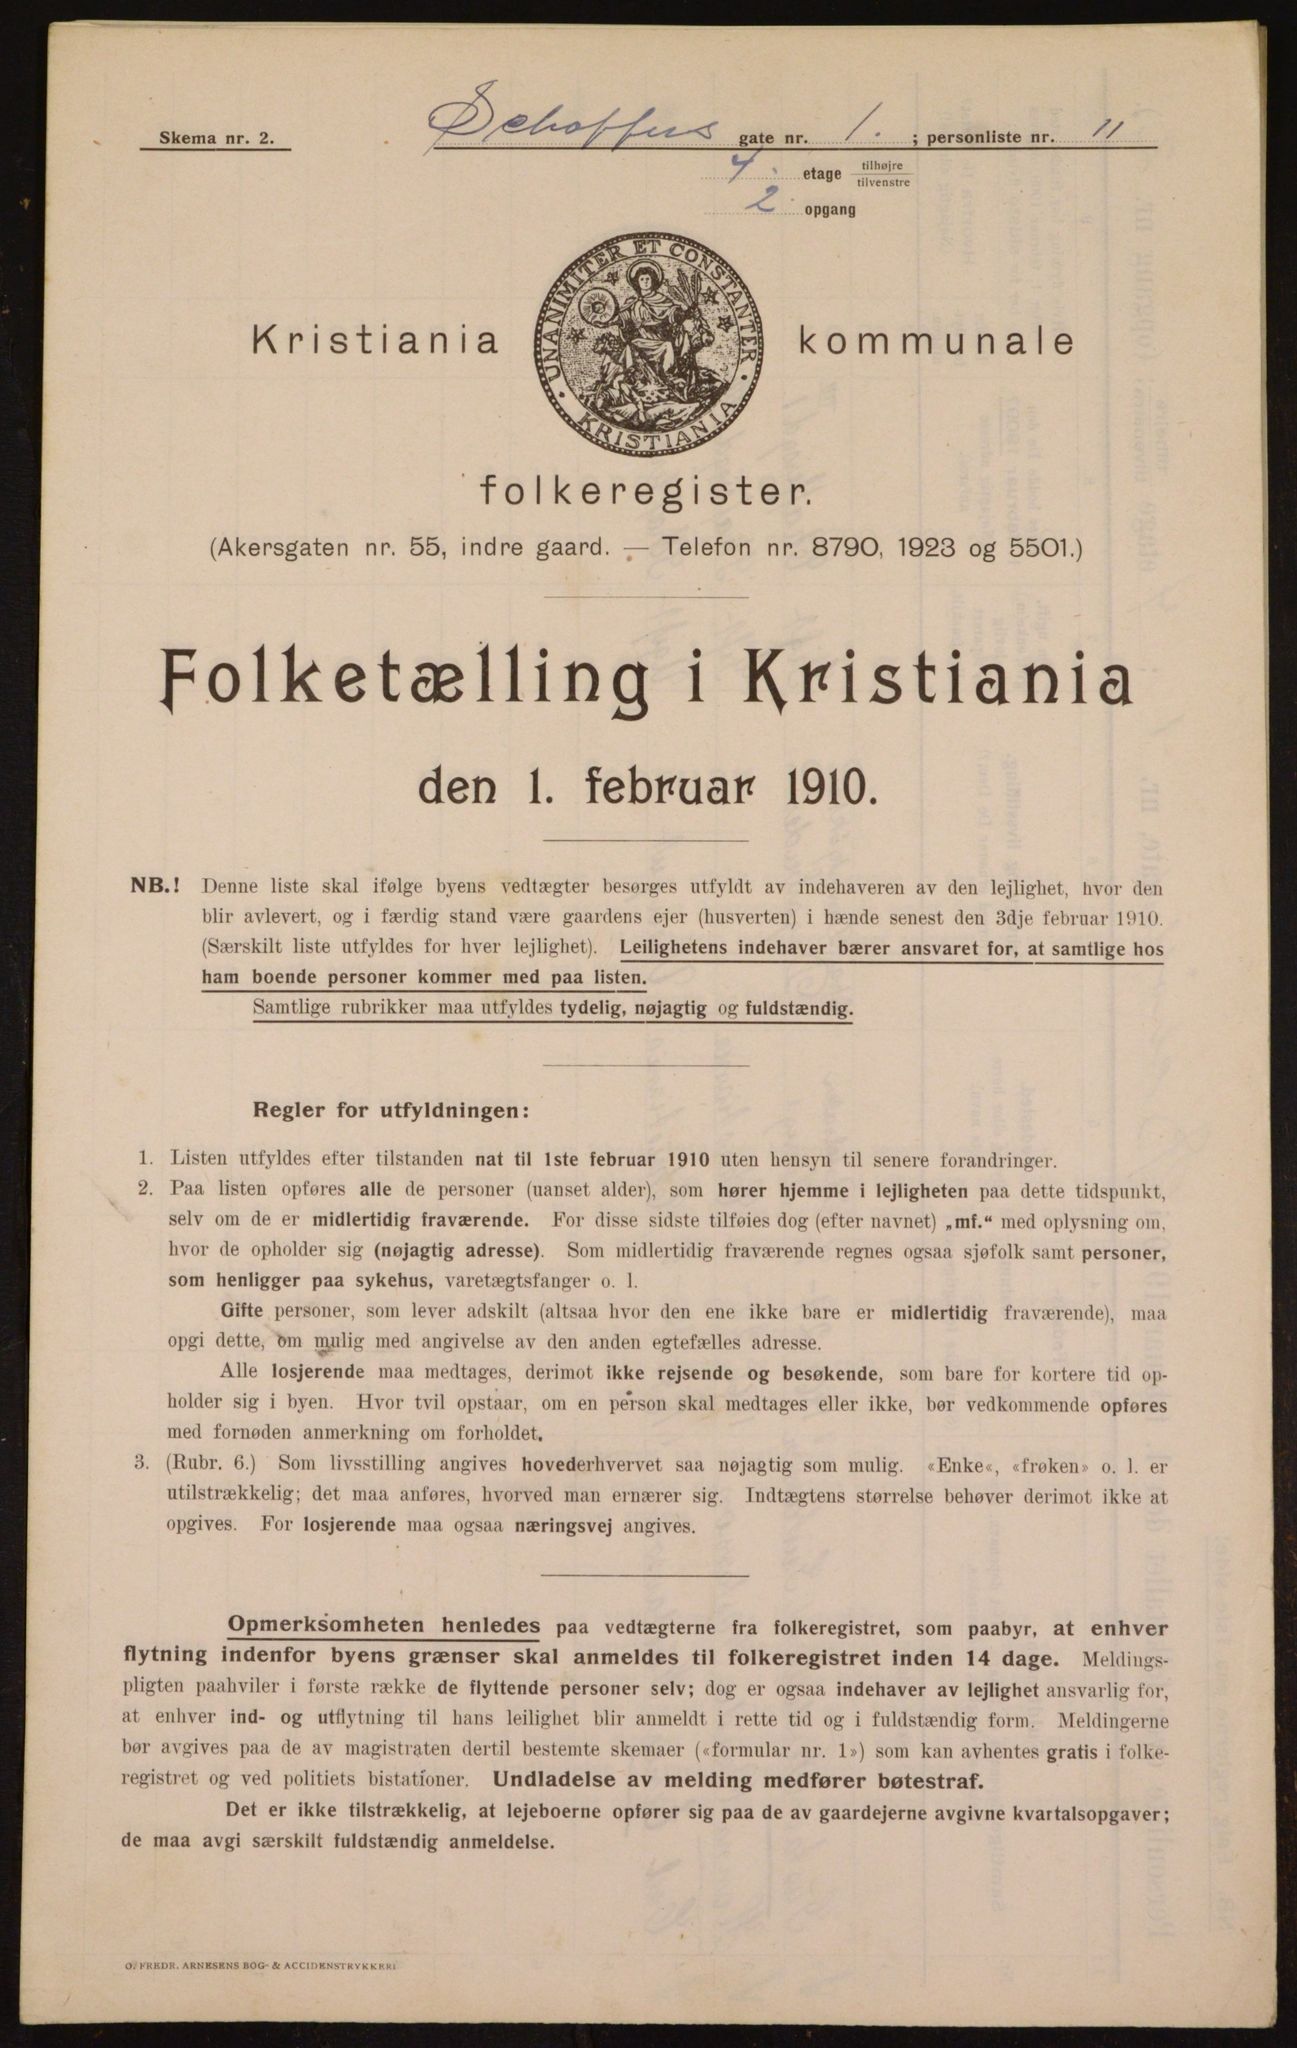 Skema nr. 2.
Schoffus gate nr. 1. ; personliste nr. 11
4. etage tilhøjre
tilvenstre
2 opgang
UNANIMITER ET CONSTANTER · KRISTIANIA ·
Kristiania kommunale
folkeregister.
(Akersgaten nr. 55, indre gaard. — Telefon nr. 8790, 1923 og 5501.)
Folketælling i Kristiania
den 1. februar 1910.
NB.! Denne liste skal ifølge byens vedtægter besørges utfyldt av indehaveren av den lejlighet, hvor den
blir avlevert, og i færdig stand være gaardens ejer (husverten) i hænde senest den 3dje februar 1910.
(Særskilt liste utfyldes for hver lejlighet). Leilighetens indehaver bærer ansvaret for, at samtlige hos
ham boende personer kommer med paa listen.
Samtlige rubrikker maa utfyldes tydelig, nøjagtig og fuldstændig.
Regler for utfyldningen:
1. Listen utfyldes efter tilstanden nat til 1ste februar 1910 uten hensyn til senere forandringer.
2. Paa listen opføres alle de personer (uanset alder), som hører hjemme i lejligheten paa dette tidspunkt,
selv om de er midlertidig fraværende. For disse sidste tilføies dog (efter navnet) „mf.“ med oplysning om,
hvor de opholder sig (nøjagtig adresse). Som midlertidig fraværende regnes ogsaa sjøfolk samt personer,
som henligger paa sykehus, varetægtsfanger o. l.
Gifte personer, som lever adskilt (altsaa hvor den ene ikke bare er midlertidig fraværende), maa
opgi dette, om mulig med angivelse av den anden egtefælles adresse.
Alle losjerende maa medtages, derimot ikke rejsende og besøkende, som bare for kortere tid op-
holder sig i byen. Hvor tvil opstaar, om en person skal medtages eller ikke, bør vedkommende opføres
med fornøden anmerkning om forholdet.
3. (Rubr. 6.) Som livsstilling angives hovederhvervet saa nøjagtig som mulig. «Enke«, «frøken» o. l. er
utilstrækkelig; det maa anføres, hvorved man ernærer sig. Indtægtens størrelse behøver derimot ikke at
opgives. For losjerende maa ogsaa næringsvej angives.
Opmerksomheten henledes paa vedtægterne fra folkeregistret, som paabyr, at enhver
flytning indenfor byens grænser skal anmeldes til folkeregistret inden 14 dage. Meldings-
pligten paahviler i første række de flyttende personer selv; dog er ogsaa indehaver av lejlighet ansvarlig for,
at enhver ind- og utflytning til hans leilighet blir anmeldt i rette tid og i fuldstændig form. Meldingerne
bør avgives paa de av magistraten dertil bestemte skemaer («formular nr. 1») som kan avhentes gratis i folke-
registret og ved politiets bistationer. Undladelse av melding medfører bøtestraf.
Det er ikke tilstrækkelig, at lejeboerne opfører sig paa de av gaardejerne avgivne kvartalsopgaver;
de maa avgi særskilt fuldstændig anmeldelse.
O. FREDR. ARNESENS BOG- & ACCIDENSTRYKKERI